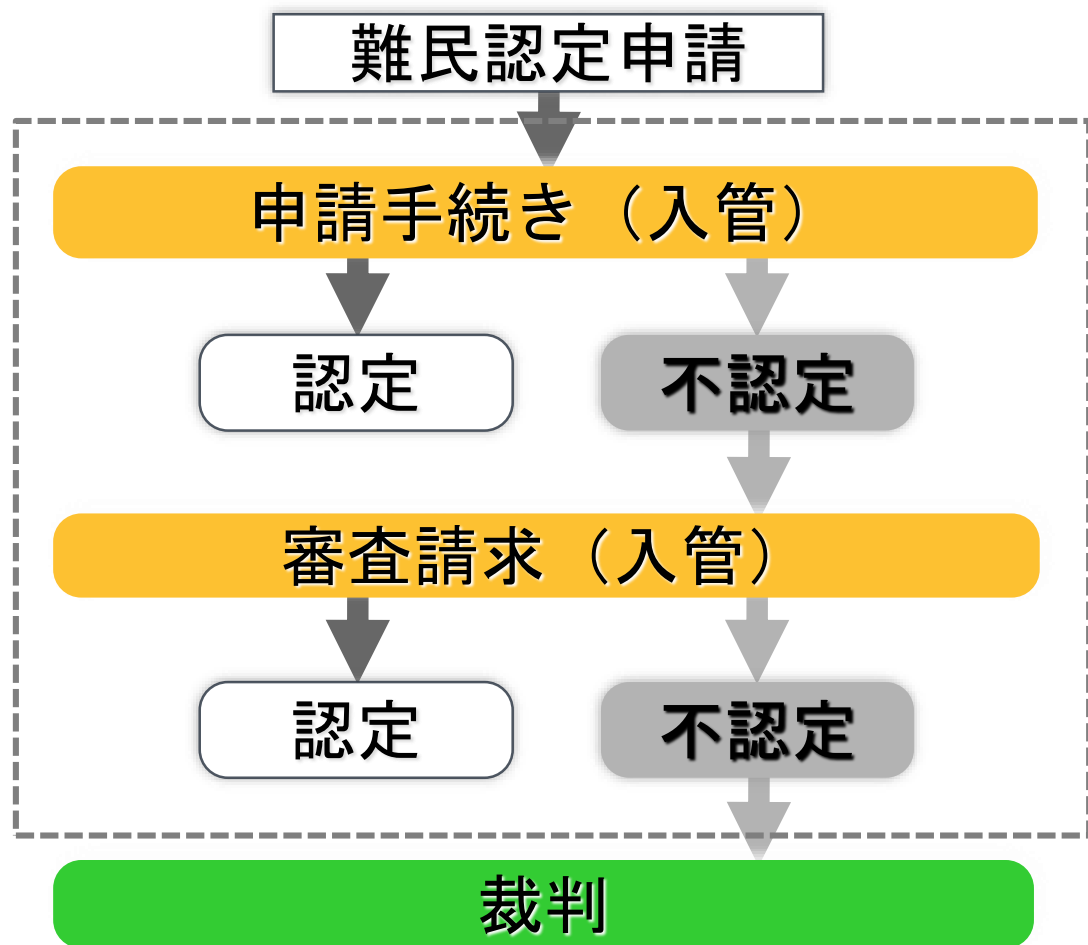 難民認定申請
申請手続き（入管）
認定
不認定
審査請求（入管）
認定
不認定
裁判